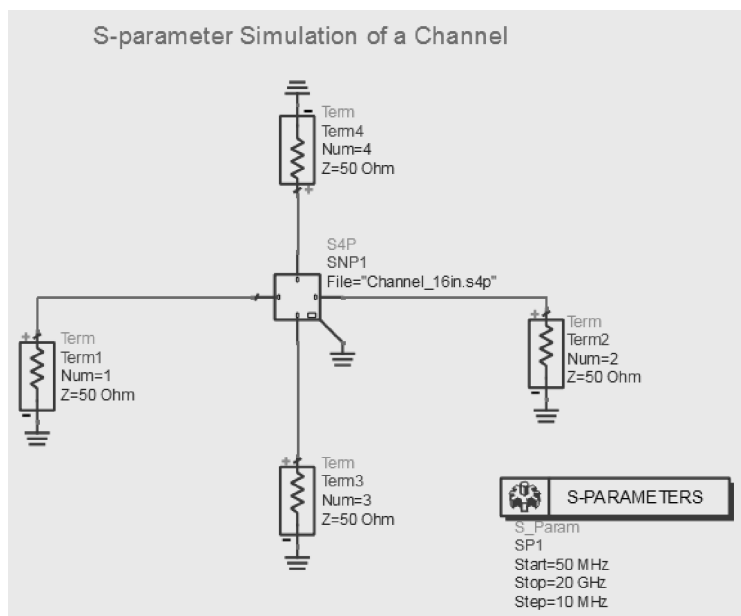 S-parameter Simulation of a Channel
Term
Term4
Num=4
Z=50 Ohm
S4P
SNP1
File="Channel_16in.s4p"
Term
Term1
Num=1
Z=50 Ohm
Term
Term2
Num=2
Z=50 Ohm
Term
Term3
Num=3
Z=50 Ohm
S-PARAMETERS
S_Param
SP1
Start=50 MHz
Stop=20 GHz
Step=10 MHz